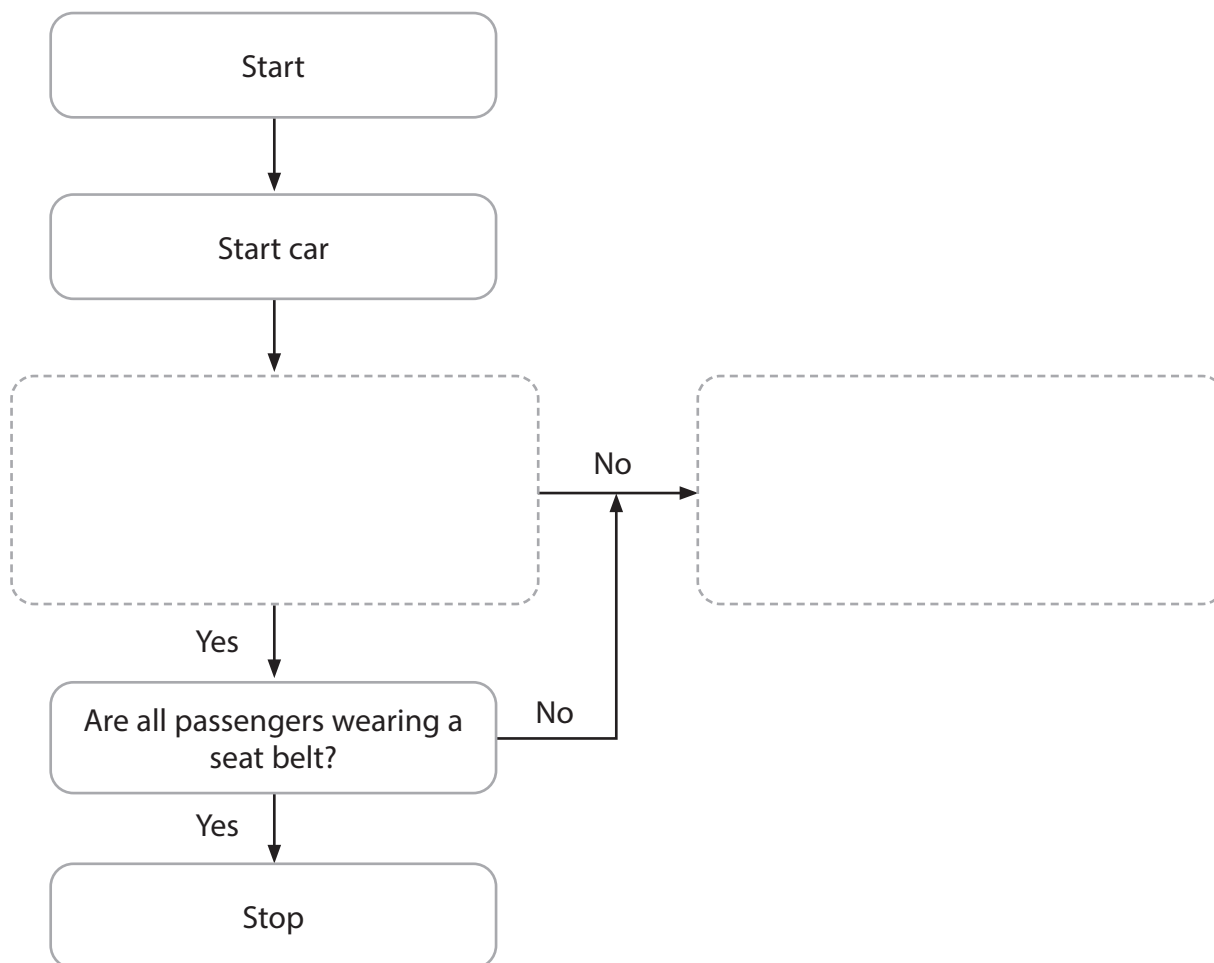 Start
Start car
No
Yes
Are all passengers wearing a
seat belt?
No
Yes
Stop